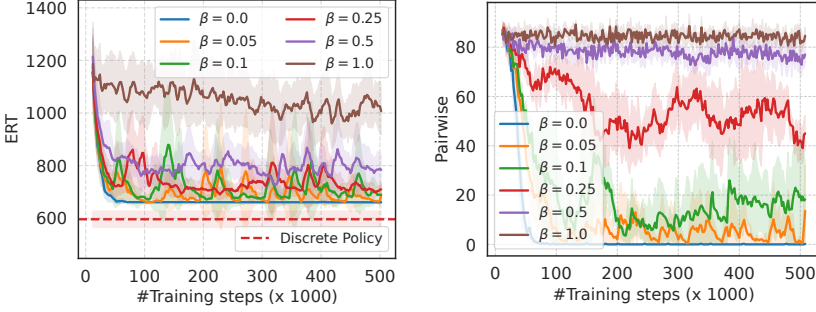 1400
1200
1000
800
600
ERT
β = 0.0
β = 0.05
β = 0.1
β = 0.25
β = 0.5
β = 1.0
Discrete Policy
0 100 200 300 400 500
#Training steps (x 1000)
80
60
40
20
0
Pairwise
β = 0.0
β = 0.05
β = 0.1
β = 0.25
β = 0.5
β = 1.0
0 100 200 300 400 500
#Training steps (x 1000)